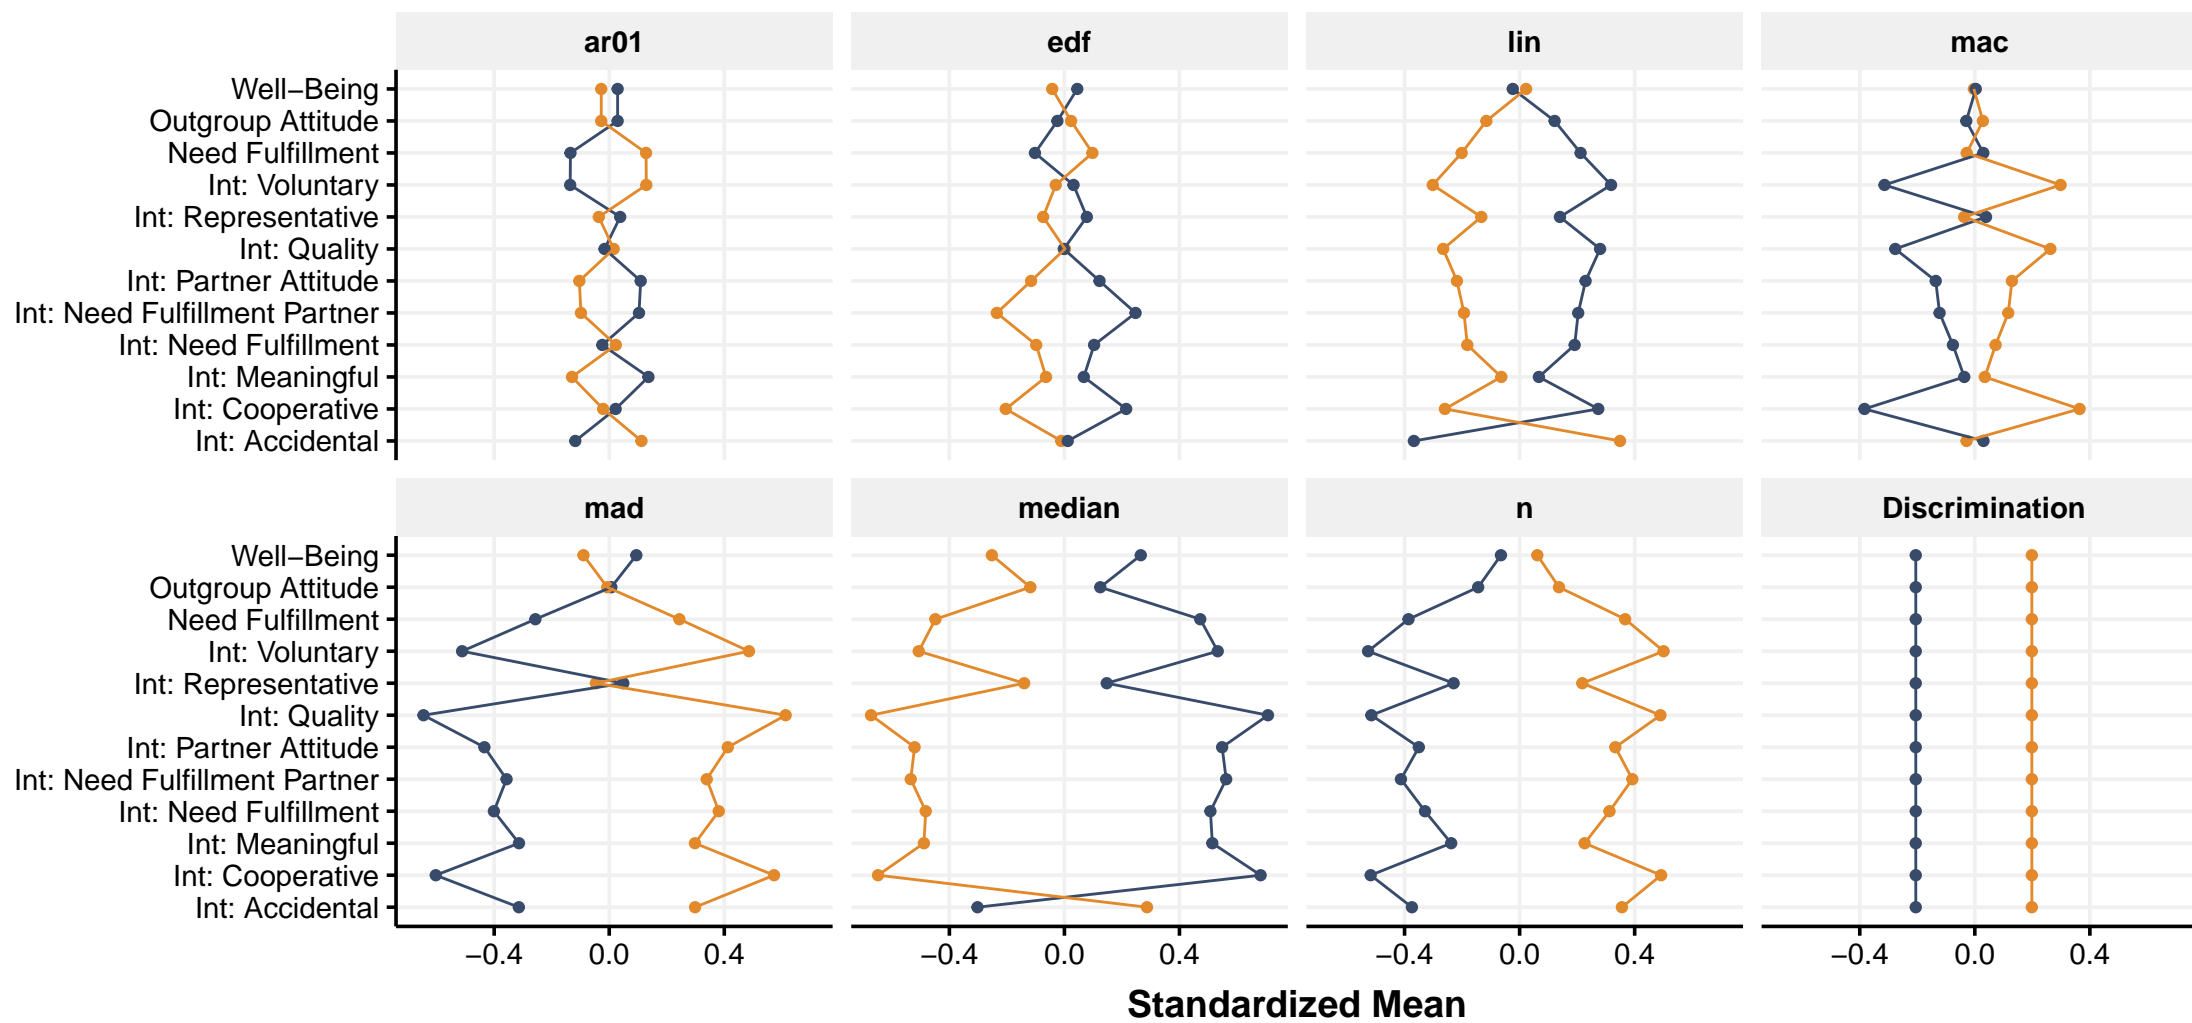 ar01 edf lin mac
Well−Being
Outgroup Attitude
Need Fulfillment
Int: Voluntary
Int: Representative
Int: Quality
Int: Partner Attitude
Int: Need Fulfillment Partner
Int: Need Fulfillment
Int: Meaningful
Int: Cooperative
Int: Accidental
mad median n Discrimination
Well−Being
Outgroup Attitude
Need Fulfillment
Int: Voluntary
Int: Representative
Int: Quality
Int: Partner Attitude
Int: Need Fulfillment Partner
Int: Need Fulfillment
Int: Meaningful
Int: Cooperative
Int: Accidental
−0.4 0.0 0.4 −0.4 0.0 0.4 −0.4 0.0 0.4 −0.4 0.0 0.4
Standardized Mean